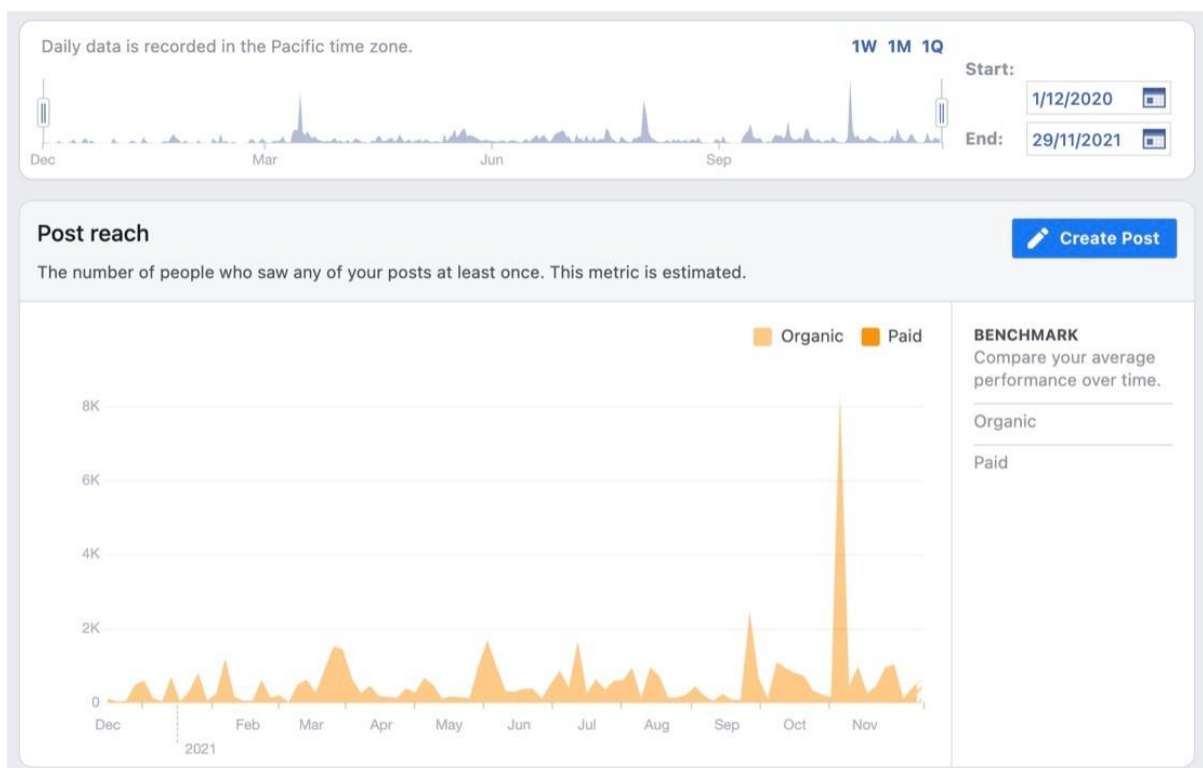 Daily data is recorded in the Pacific time zone.
1W 1M 1Q
Start:
1/12/2020
End:
29/11/2021
Dec Mar Jun Sep
Post reach
Create Post
The number of people who saw any of your posts at least once. This metric is estimated.
Organic Paid
BENCHMARK
Compare your average
performance over time.
Organic
Paid
8K
6K
4K
2K
0
Dec Feb Mar Apr May Jun Jul Aug Sep Oct Nov
2021